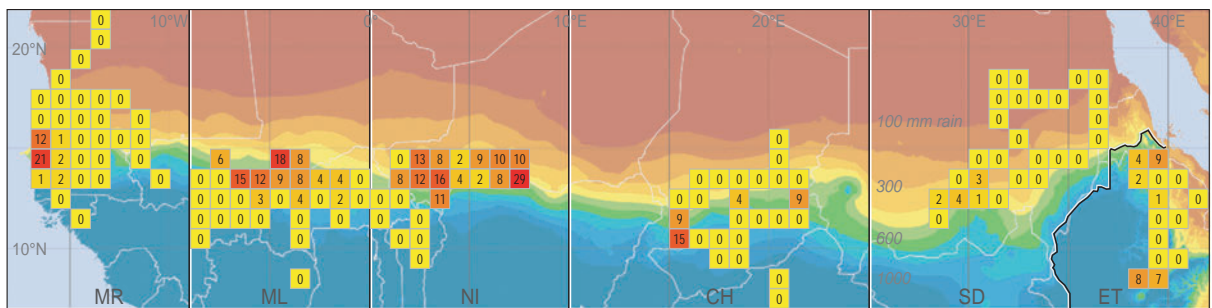 0 10°W 0° 10°E 20°E 30°E 40°E
20°N 0
0
0 0 0 0 0
0 0 0 0 0 0 0 0 0 0
0 0 0 0 0 100 mm rain 0 0
12 1 0 0 0 0 0 0 0
21 2 0 0 0 6 18 8 0 13 8 2 9 10 10 0 0 0 0 0 0 4 9
1 2 0 0 0 0 0 15 12 9 8 4 4 0 8 12 16 4 2 8 29 0 0 0 0 0 0 300 0 3 0 0 2 0 0
0 0 0 0 3 0 4 0 2 0 0 0 11 0 0 4 9 2 4 1 0 1 0
0 0 0 0 0 0 0 0 0 9 0 0 0 0 0 0 0
10°N 0 0 0 0 15 0 0 0 600 0
0 0 0 0 0
0 0 1000 8 7
MR ML NI CH 0 SD ET